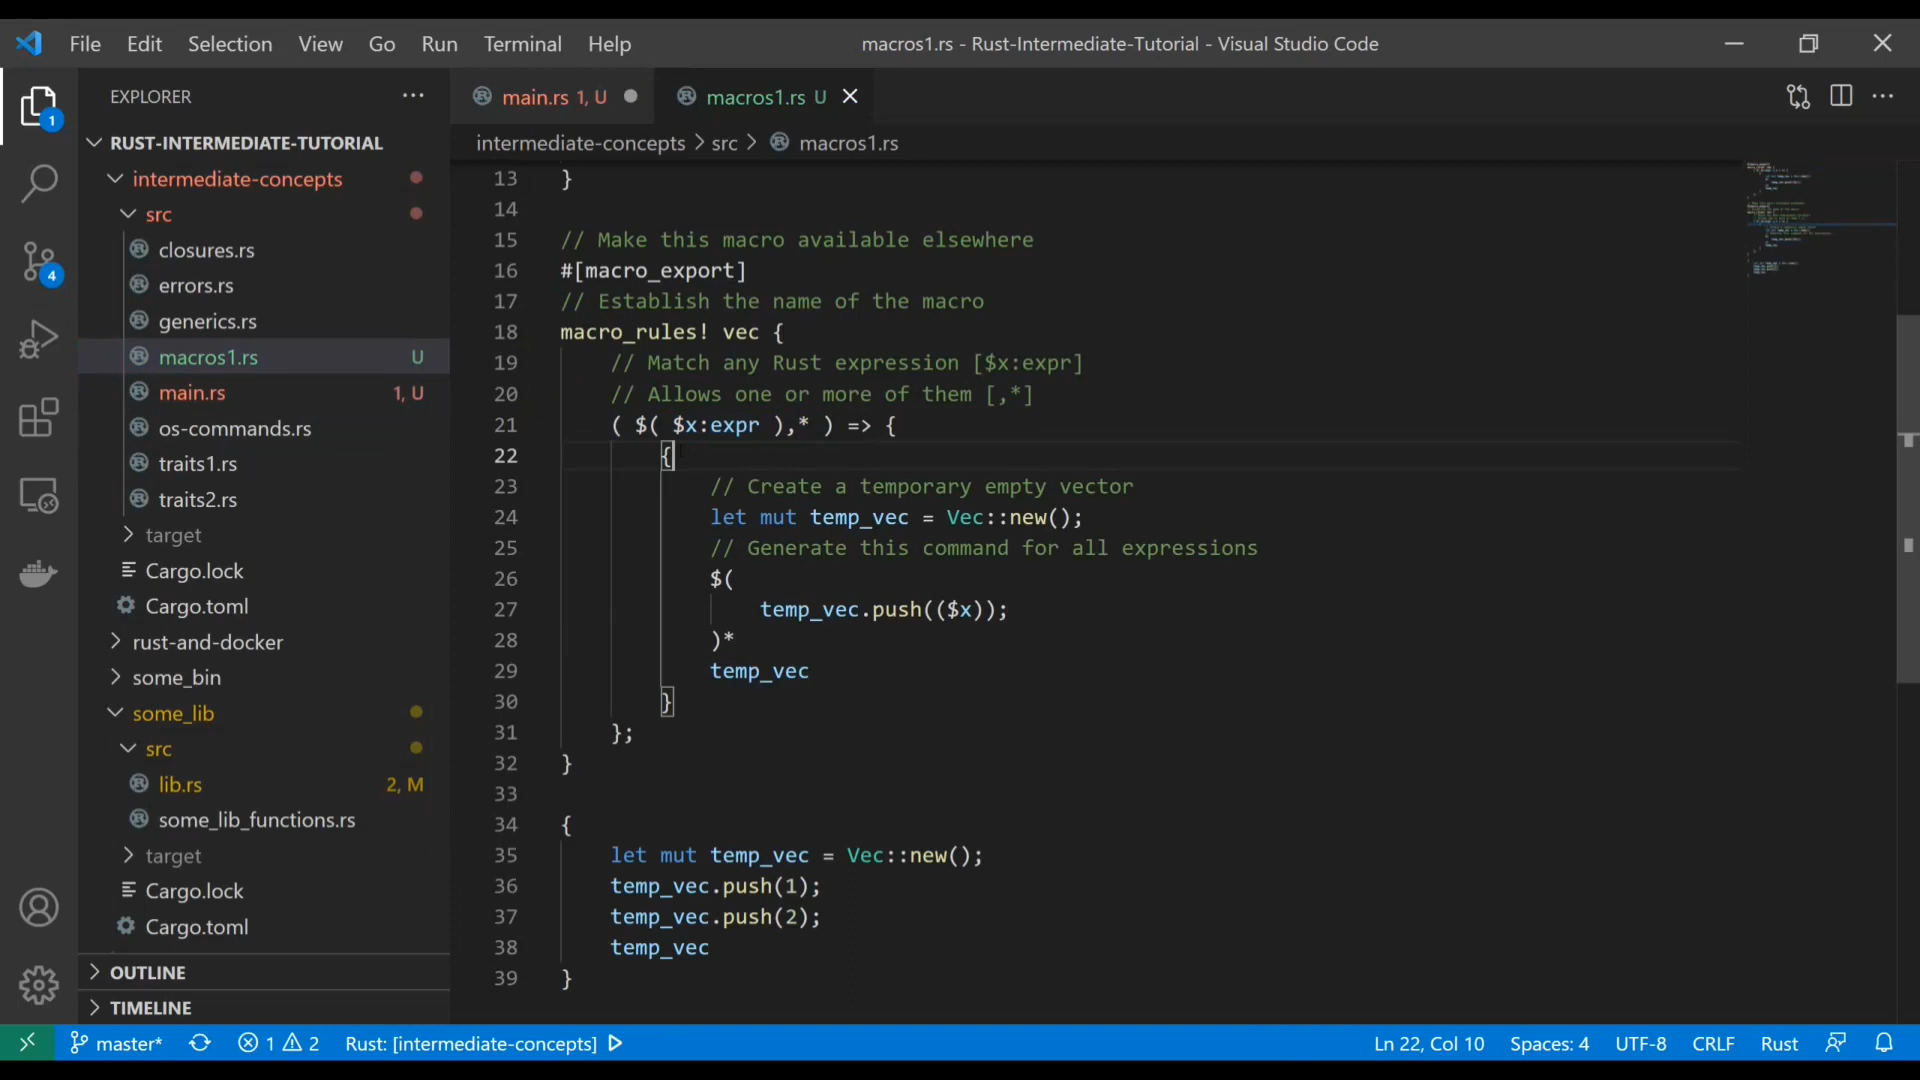 File Edit Selection View Go Run Terminal Help
macros1.rs - Rust-Intermediate-Tutorial - Visual Studio Code
EXPLORER
main.rs 1, U
macros1.rs U
RUST-INTERMEDIATE-TUTORIAL
intermediate-concepts > src > macros1.rs
intermediate-concepts
src
closures.rs
errors.rs
generics.rs
macros1.rs U
main.rs 1, U
os-commands.rs
traits1.rs
traits2.rs
target
Cargo.lock
Cargo.toml
rust-and-docker
some_bin
some_lib
src
lib.rs 2, M
some_lib_functions.rs
target
Cargo.lock
Cargo.toml
OUTLINE
TIMELINE
1
4
13 }
14
15 // Make this macro available elsewhere
16 #[macro_export]
17 // Establish the name of the macro
18 macro_rules! vec {
19 // Match any Rust expression [$x:expr]
20 // Allows one or more of them [,*]
21 ( $( $x:expr ),* ) => {
22 {
23 // Create a temporary empty vector
24 let mut temp_vec = Vec::new();
25 // Generate this command for all expressions
26 $(
27 temp_vec.push(($x));
28 )*
29 temp_vec
30 }
31 };
32 }
33
34 {
35 let mut temp_vec = Vec::new();
36 temp_vec.push(1);
37 temp_vec.push(2);
38 temp_vec
39 }
master* 1 2 Rust: [intermediate-concepts] Ln 22, Col 10 Spaces: 4 UTF-8 CRLF Rust